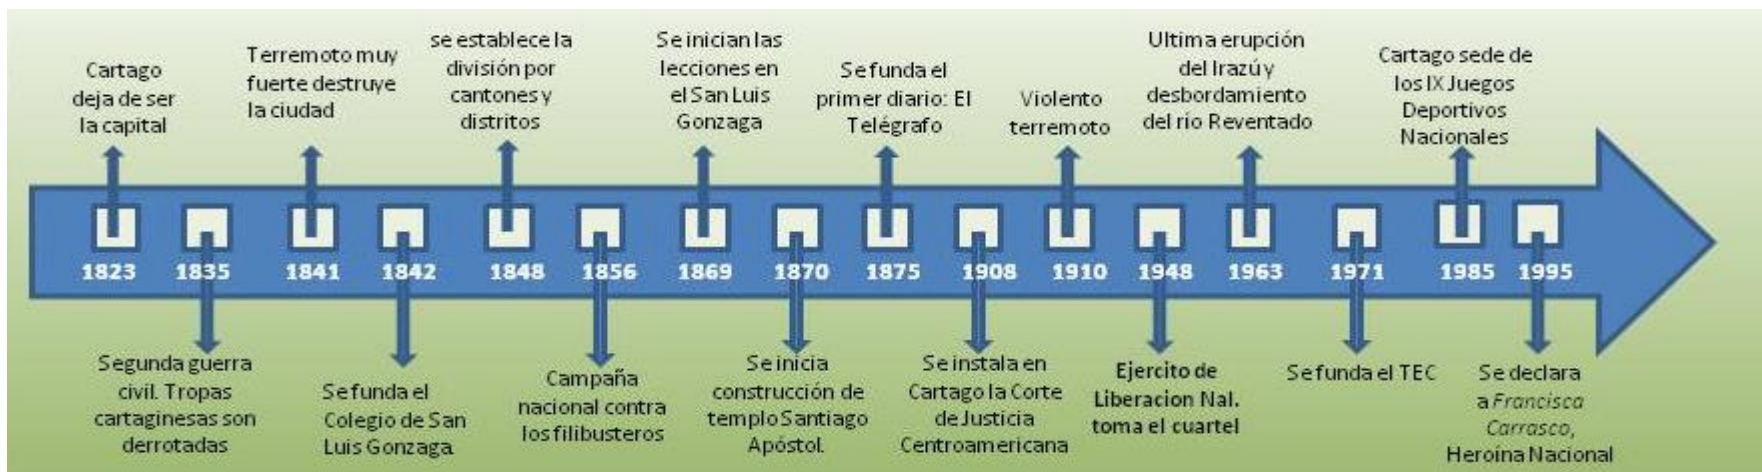 Cartago
deja de ser
la capital
Terremoto muy
fuerte destruye
la ciudad
se establece la
división por
cantones y
distritos
Se inician las
lecciones en
el San Luis
Gonzaga
Se funda el
primer diario: El
Telégrafo
Violento
terremoto
Ultima erupción
del Irazú y
desbordamiento
del río Reventado
Cartago sede de
los IX Juegos
Deportivos
Nacionales
1823 1835 1841 1842 1848 1856 1869 1870 1875 1908 1910 1948 1963 1971 1985 1995
Segunda guerra
civil. Tropas
cartaginesas son
derrotadas
Se funda el
Colegio de San
Luis Gonzaga
Campaña
nacional contra
los filibusteros
Se inicia
construcción de
templo Santiago
Apóstol.
Se instala en
Cartago la Corte
de Justicia
Centroamericana
Ejercito de
Liberacion Nal.
toma el cuartel
Se funda el TEC
Se declara
a Francisca
Carrasco,
Heroina Nacional